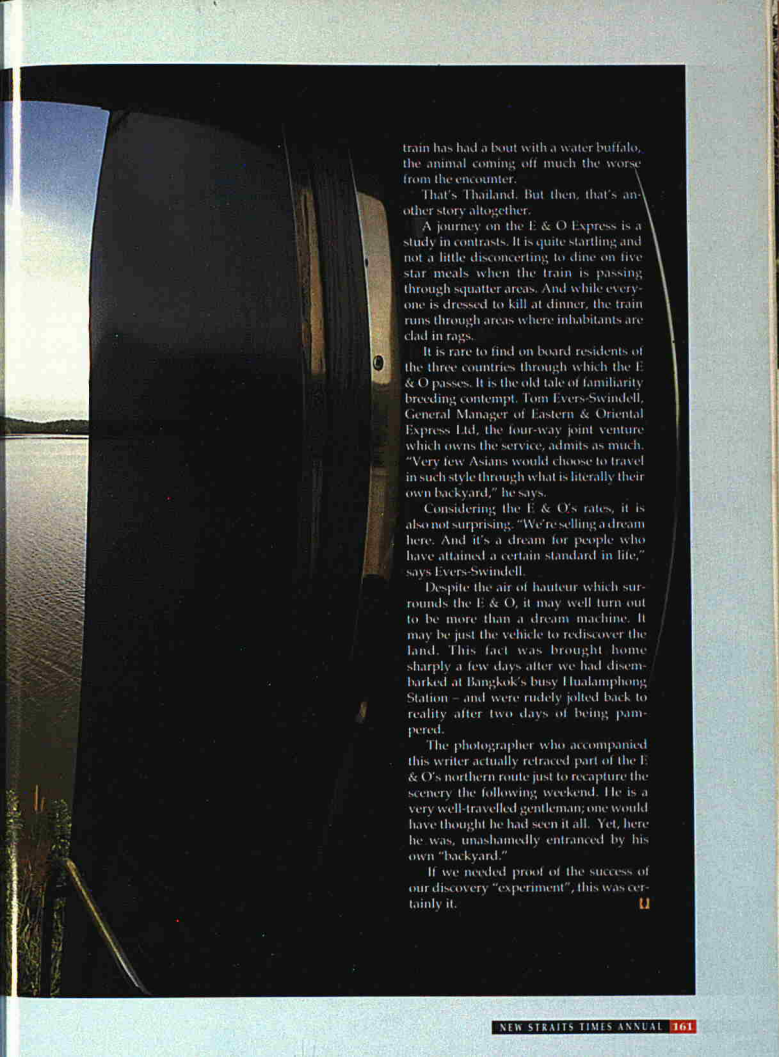 train has had a bout with a water buffalo,
the animal coming off much the worse
from the encounter.
That's Thailand. But then, that's an-
other story altogether.
A journey on the E & O Express is a
study in contrasts. It is quite startling and
not a little disconcerting to dine on five
star meals when the train is passing
through squatter areas. And while every-
one is dressed to kill at dinner, the train
runs through areas where inhabitants are
clad in rags.
It is rare to find on board residents of
the three countries through which the E
& O passes. It is the old tale of familiarity
breeding contempt. Tom Evers-Swindell,
General Manager of Eastern & Oriental
Express Ltd, the four-way joint venture
which owns the service, admits as much.
"Very few Asians would choose to travel
in such style through what is literally their
own backyard," he says.
Considering the E & O's rates, it is
also not surprising. "We're selling a dream
here. And it's a dream for people who
have attained a certain standard in life,"
says Evers-Swindell.
Despite the air of hauteur which sur-
rounds the E & O, it may well turn out
to be more than a dream machine. It
may be just the vehicle to rediscover the
land. This fact was brought home
sharply a few days after we had disem-
barked at Bangkok's busy Hualamphong
Station – and were rudely jolted back to
reality after two days of being pam-
pered.
The photographer who accompanied
this writer actually retraced part of the E
& O's northern route just to recapture the
scenery the following weekend. He is a
very well-travelled gentleman; one would
have thought he had seen it all. Yet, here
he was, unashamedly entranced by his
own "backyard."
If we needed proof of the success of
our discovery "experiment", this was cer-
tainly it.
NEW STRAITS TIMES ANNUAL 161